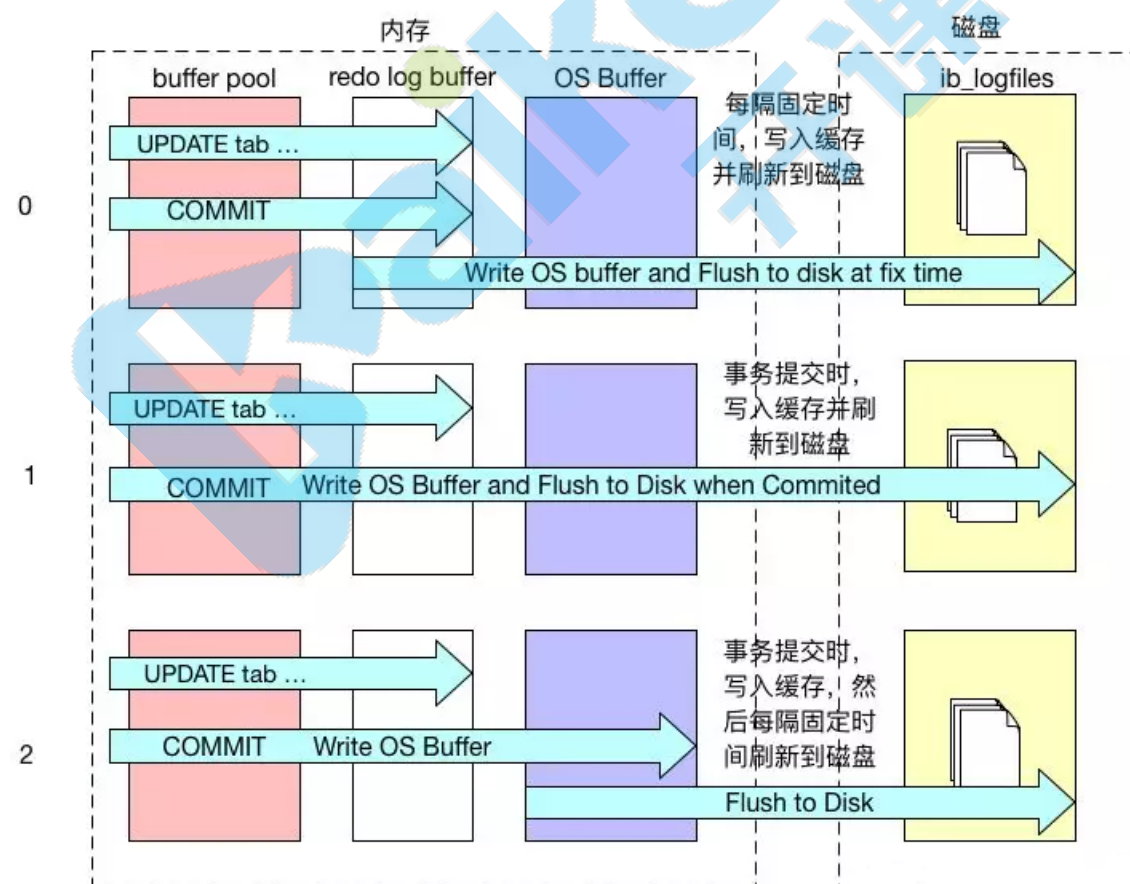 内存
磁盘
buffer pool
redo log buffer
OS Buffer
ib_logfiles
每隔固定时
间，写入缓存
并刷新到磁盘
UPDATE tab ...
0
COMMIT
Write OS buffer and Flush to disk at fix time
事务提交时，
写入缓存并刷
新到磁盘
UPDATE tab ...
1
COMMIT
Write OS Buffer and Flush to Disk when Commited
事务提交时，
写入缓存，然
后每隔固定时
间刷新到磁盘
UPDATE tab ...
2
COMMIT
Write OS Buffer
Flush to Disk